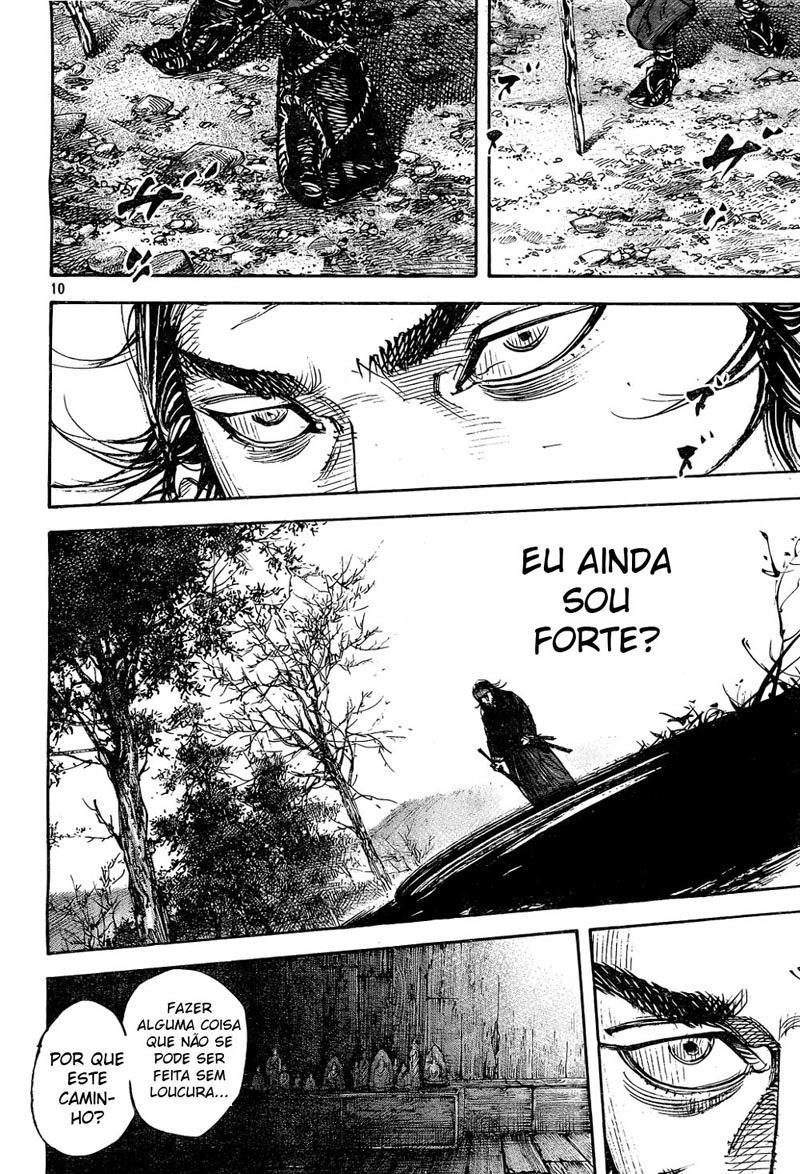 10
EU AINDA
SOU
FORTE?
FAZER
ALGUMA COISA
QUE NÃO SE
PODE SER
FEITA SEM
LOUCURA...
POR QUE
ESTE
CAMIN-
HO?